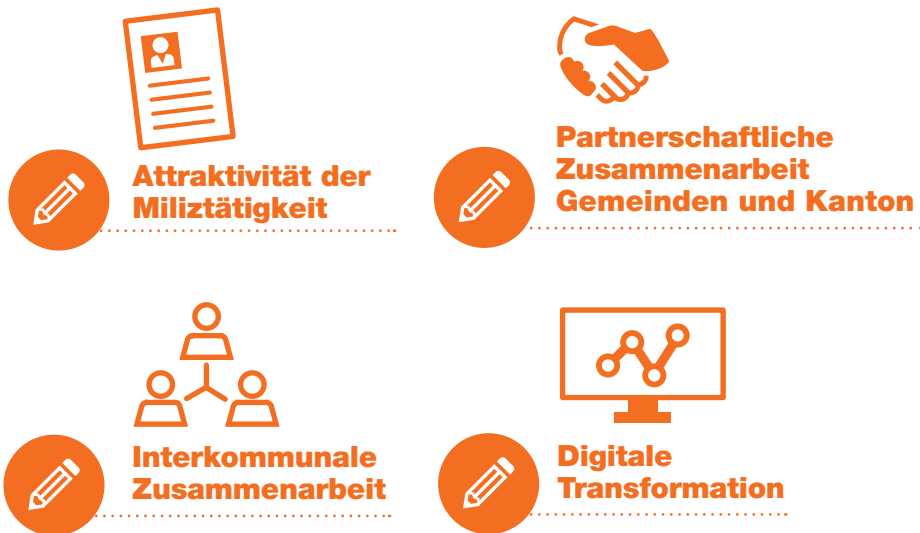 Attraktivität der
Miliztätigkeit
Partnerschaftliche
Zusammenarbeit
Gemeinden und Kanton
Interkommunale
Zusammenarbeit
Digitale
Transformation